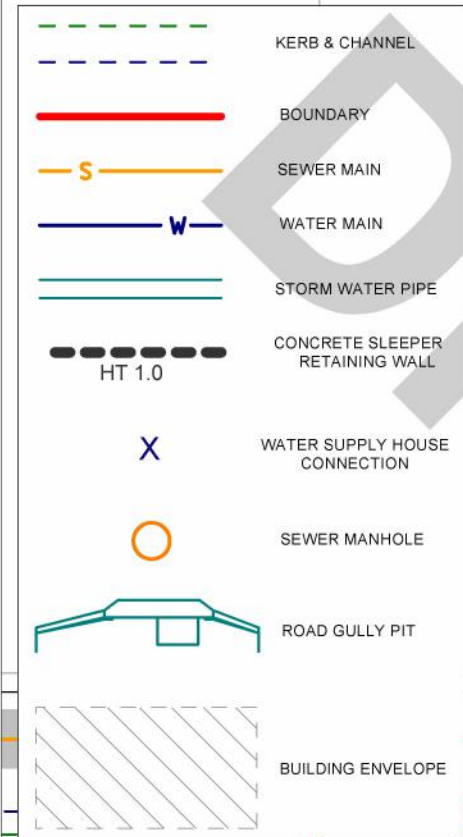 KERB & CHANNEL
BOUNDARY
S
SEWER MAIN
W
WATER MAIN
STORM WATER PIPE
CONCRETE SLEEPER
RETAINING WALL
HT 1.0
X
WATER SUPPLY HOUSE
CONNECTION
SEWER MANHOLE
ROAD GULLY PIT
BUILDING ENVELOPE